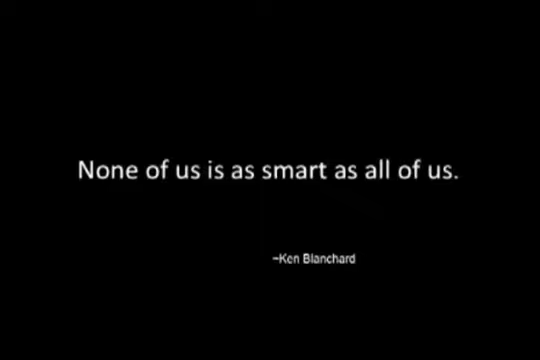 None of us is as smart as all of us.
~Ken Blanchard